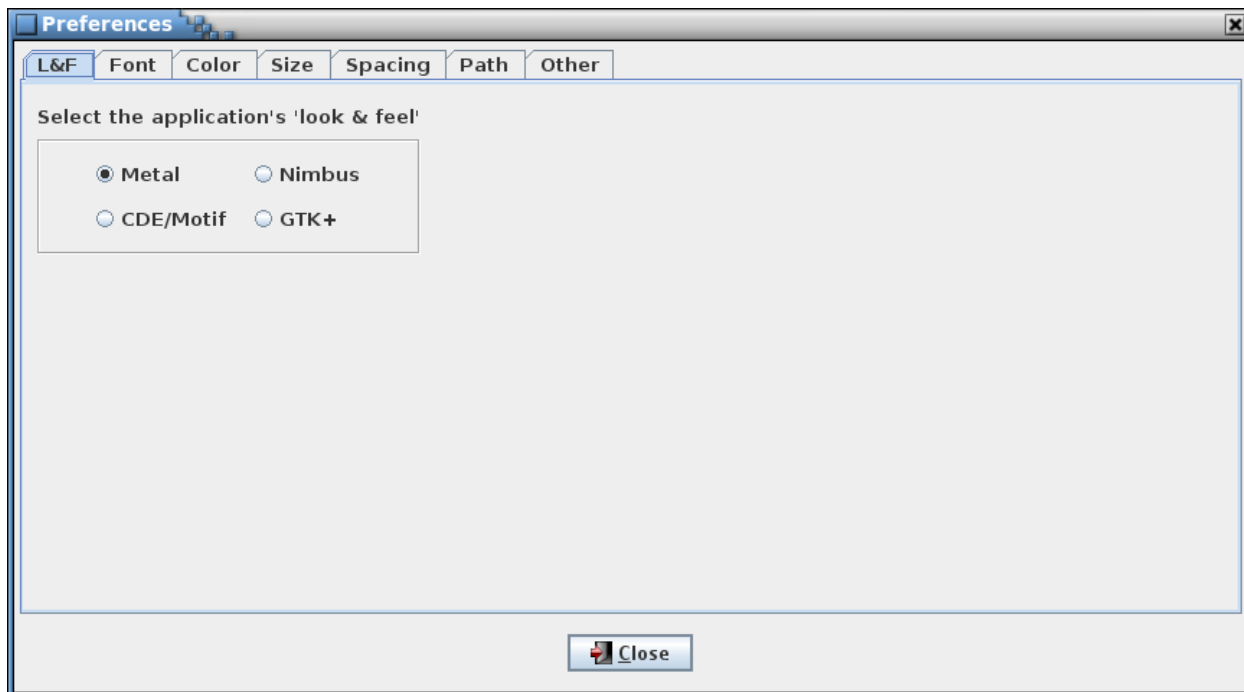 Preferences
L&F Font Color Size Spacing Path Other
Select the application's 'look & feel'
Metal Nimbus
CDE/Motif GTK+
Close